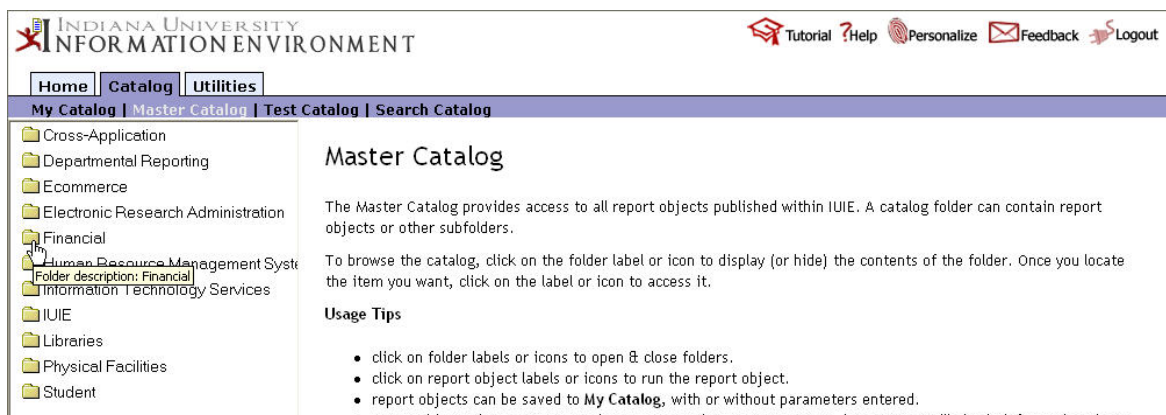 INDIANA UNIVERSITY
INFORMATION ENVIRONMENT
Tutorial ?Help Personalize Feedback Logout
Home Catalog Utilities
My Catalog | Master Catalog | Test Catalog | Search Catalog
Cross-Application
Departmental Reporting
Ecommerce
Electronic Research Administration
Financial
Human Resource Management Syste
Folder description: Financial
Information Technology Services
IUIE
Libraries
Physical Facilities
Student
Master Catalog
The Master Catalog provides access to all report objects published within IUIE. A catalog folder can contain report
objects or other subfolders.
To browse the catalog, click on the folder label or icon to display (or hide) the contents of the folder. Once you locate
the item you want, click on the label or icon to access it.
Usage Tips
• click on folder labels or icons to open & close folders.
• click on report object labels or icons to run the report object.
• report objects can be saved to My Catalog, with or without parameters entered.